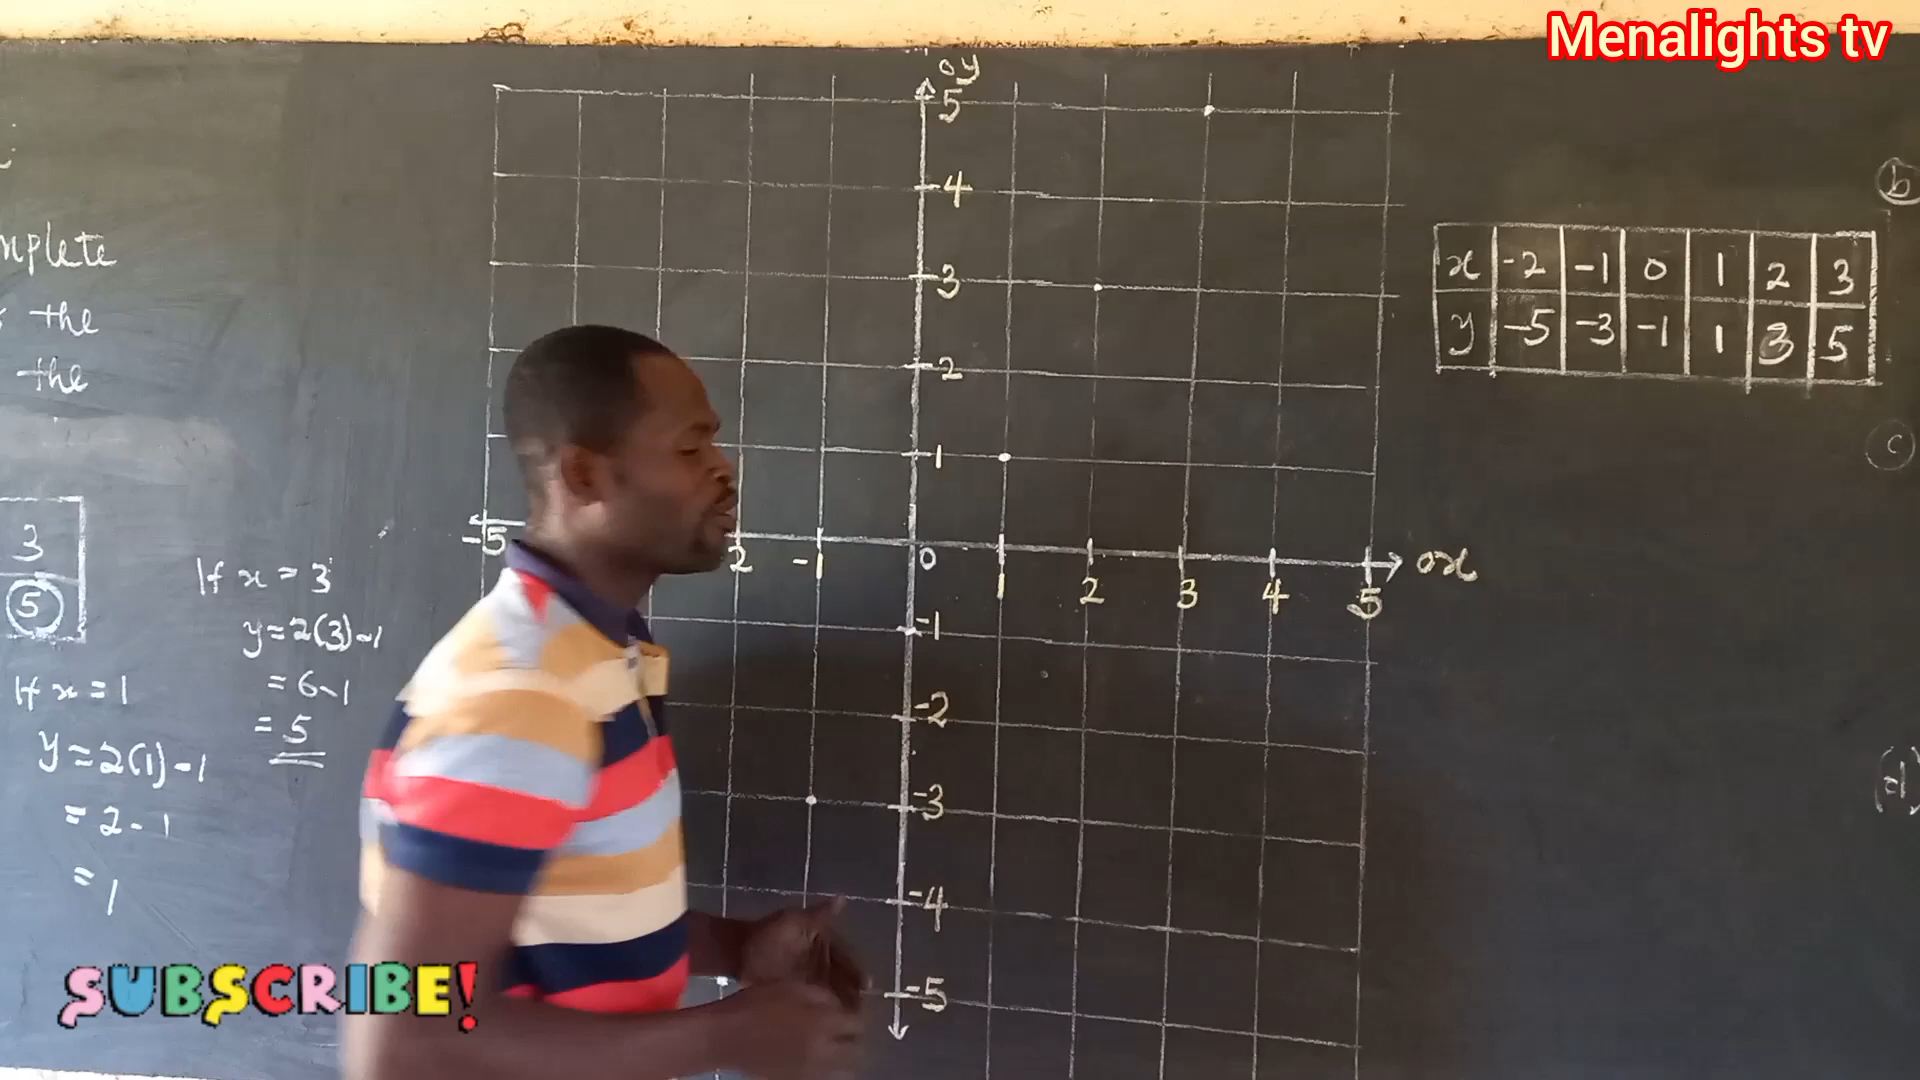 Menalights tv
mplete
the
the
3
5
If x = 3
y = 2(3) - 1
= 6 - 1
= 5
If x = 1
y = 2(1) - 1
= 2 - 1
= 1
oy
5
4
3
2
1
-5 2 -1 0 1 2 3 4 5 ox
-1
-2
-3
-4
-5
b
x -2 -1 0 1 2 3
y -5 -3 -1 1 3 5
c
(d)
SUBSCRIBE!